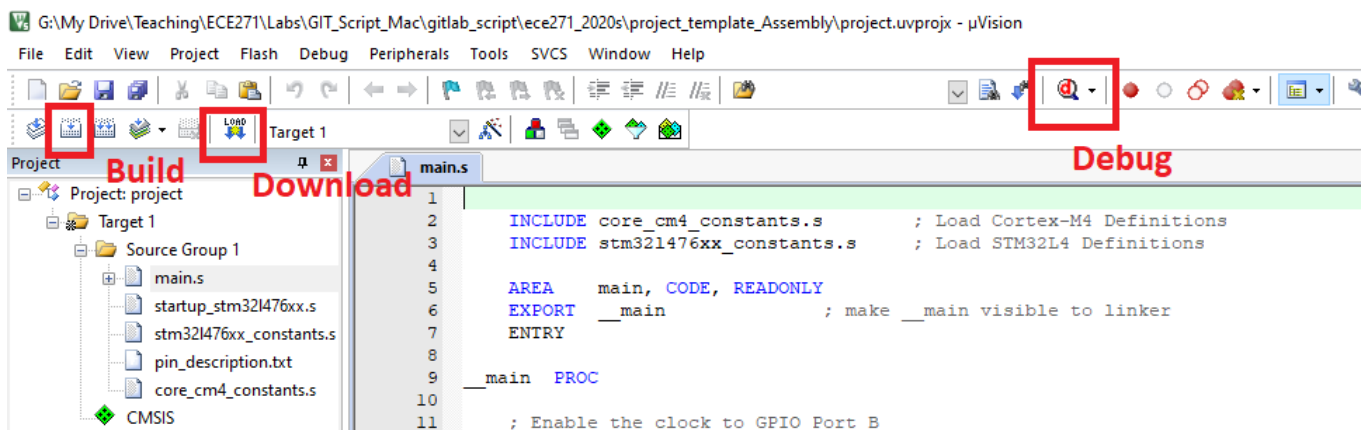 G:\My Drive\Teaching\ECE271\Labs\GIT_Script_Mac\gitlab_script\ece271_2020s\project_template_Assembly\project.uvprojx - µVision
File Edit View Project Flash Debug Peripherals Tools SVCS Window Help
LOAD
Target 1
Build
Download
Debug
Project
Project: project
Target 1
Source Group 1
main.s
startup_stm32l476xx.s
stm32l476xx_constants.s
pin_description.txt
core_cm4_constants.s
CMSIS
main.s
1
2 INCLUDE core_cm4_constants.s ; Load Cortex-M4 Definitions
3 INCLUDE stm32l476xx_constants.s ; Load STM32L4 Definitions
4
5 AREA main, CODE, READONLY
6 EXPORT __main ; make __main visible to linker
7 ENTRY
8
9 __main PROC
10
11 ; Enable the clock to GPIO Port B